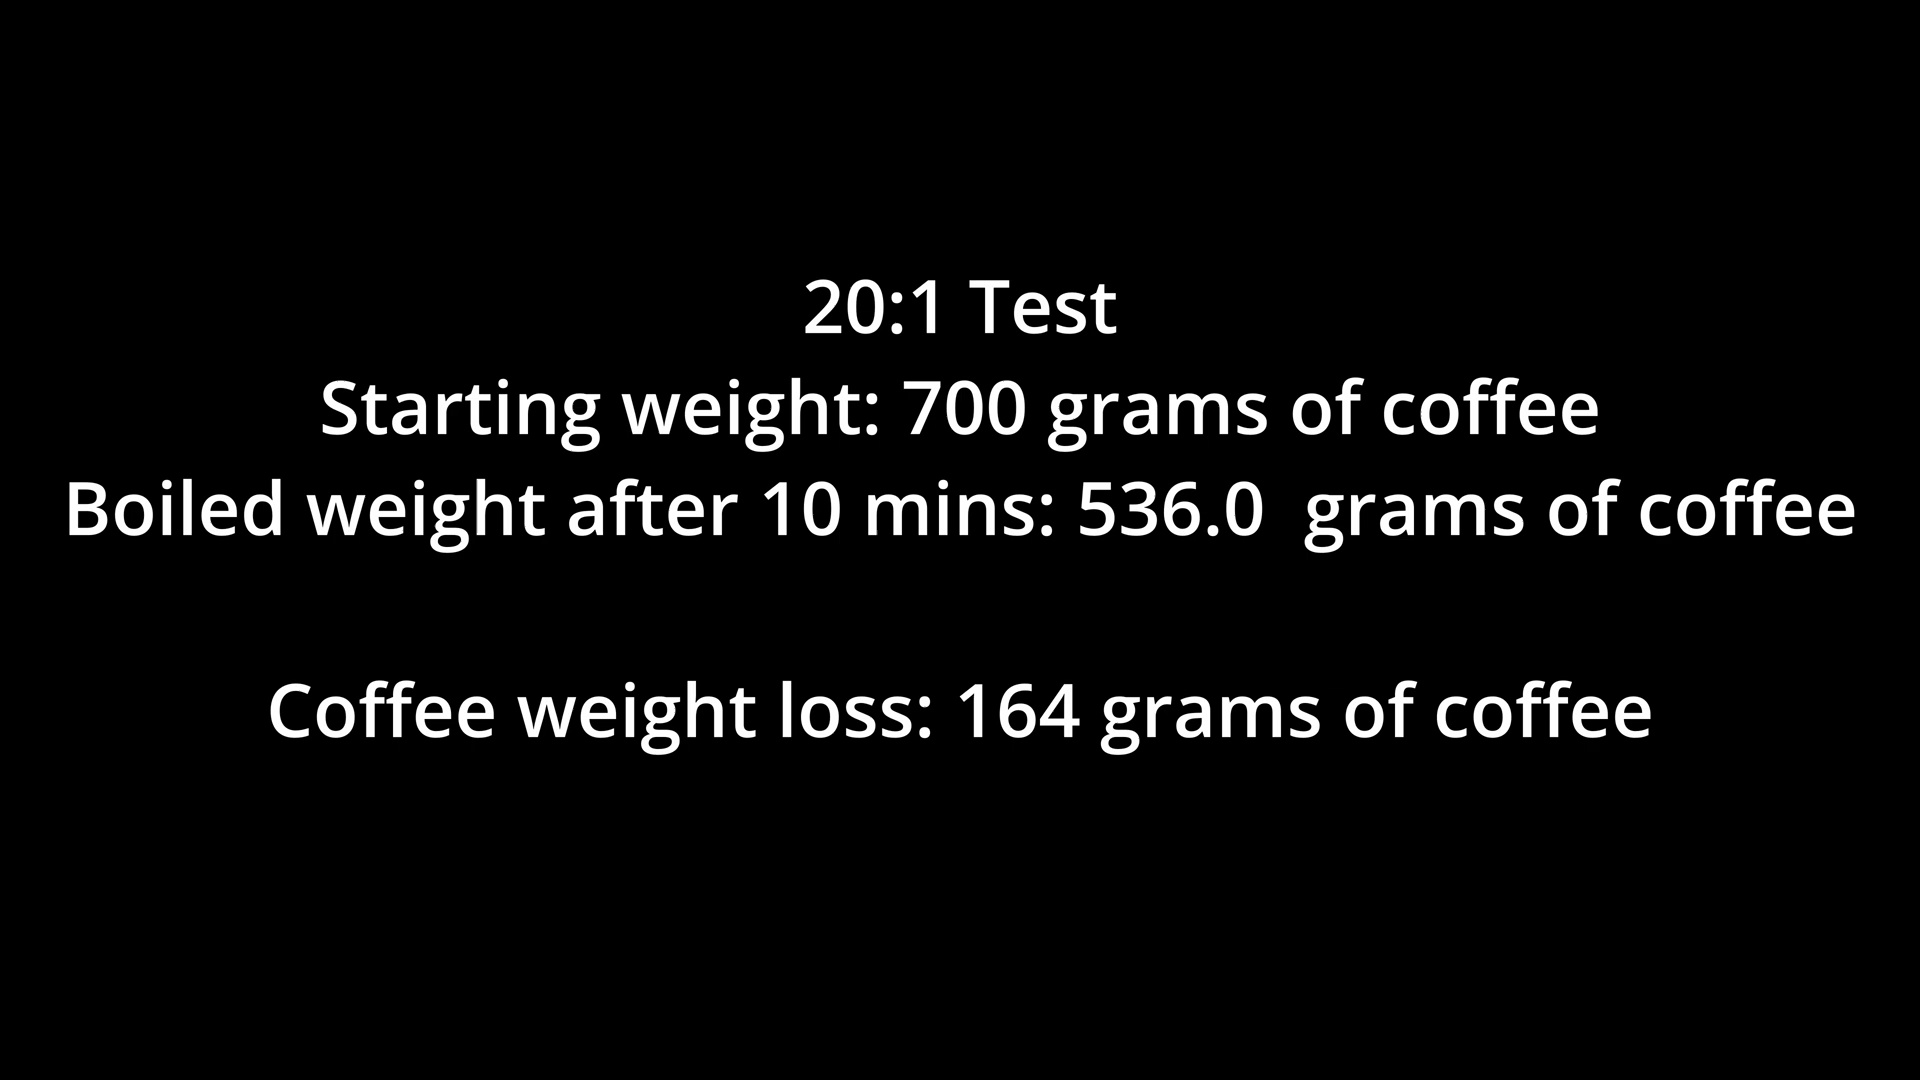 20:1 Test
Starting weight: 700 grams of coffee
Boiled weight after 10 mins: 536.0  grams of coffee
Coffee weight loss: 164 grams of coffee